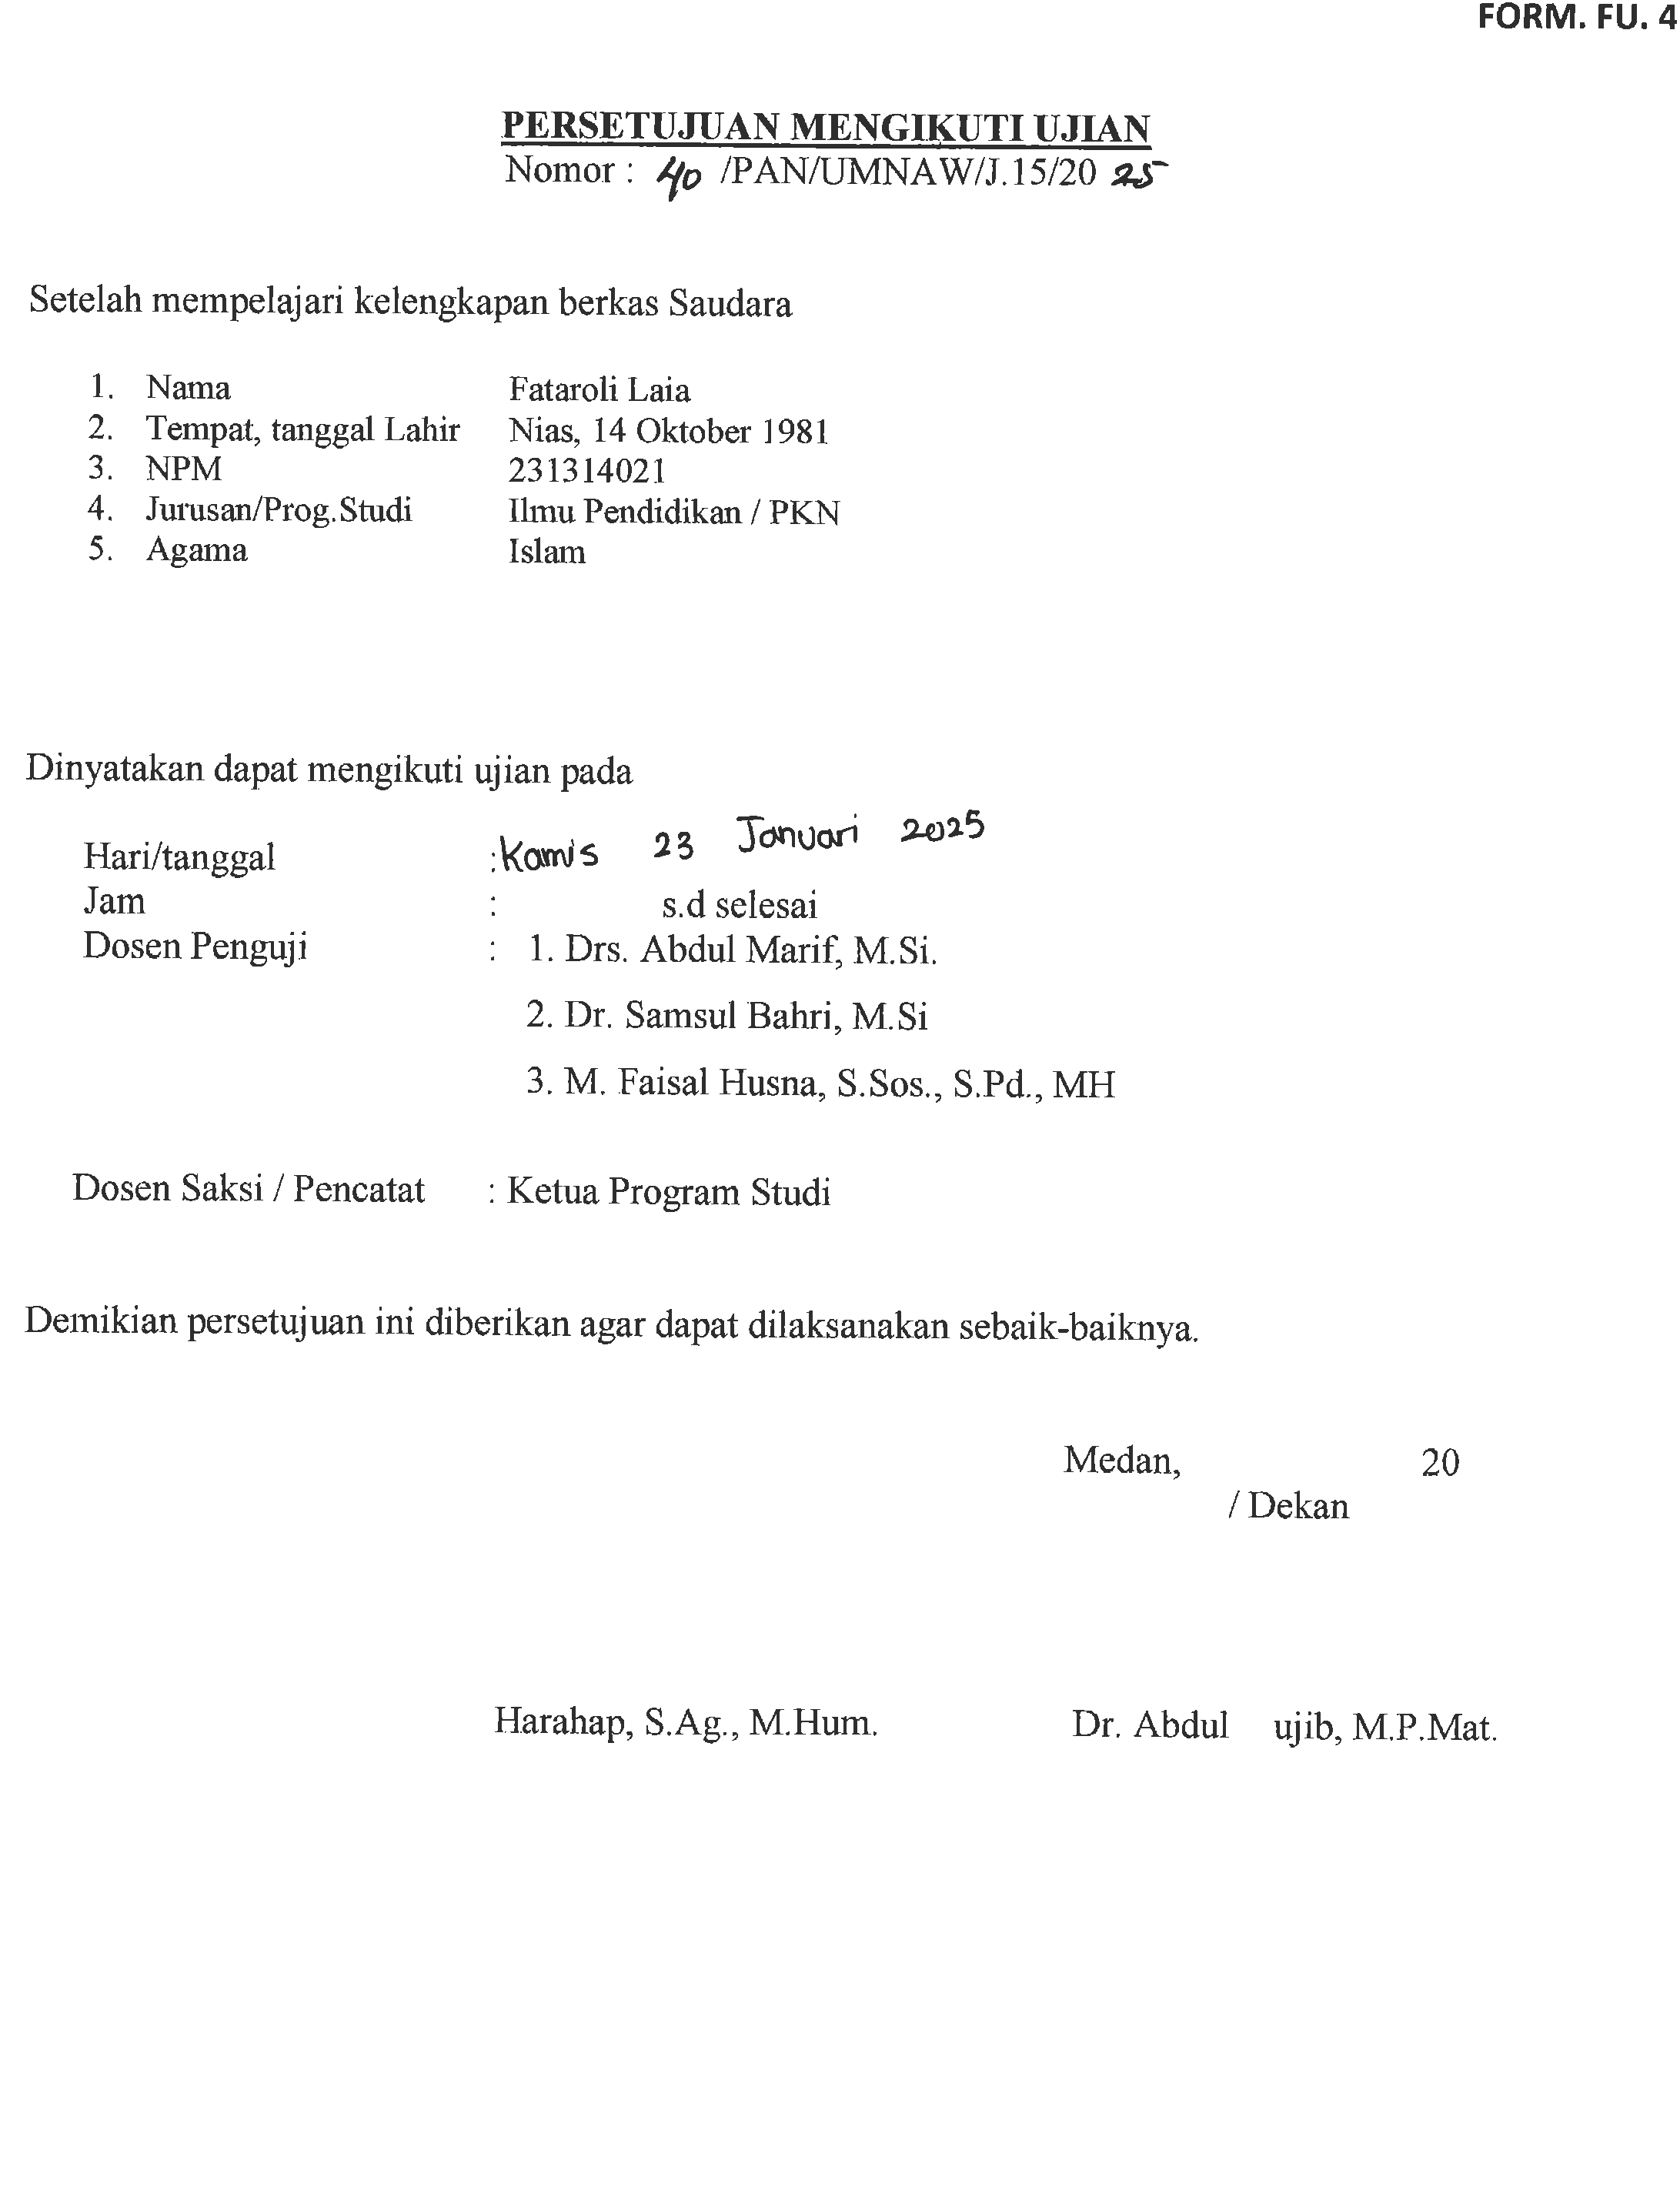 FORM. FU. 4
PERSETUJUAN MENGIKUTI UJIAN
Nomor : 40 /PAN/UMNAW/J.15/20 25
Setelah mempelajari kelengkapan berkas Saudara
1. Nama Fataroli Laia
2. Tempat, tanggal Lahir Nias, 14 Oktober 1981
3. NPM 231314021
4. Jurusan/Prog.Studi Ilmu Pendidikan / PKN
5. Agama Islam
Dinyatakan dapat mengikuti ujian pada
Hari/tanggal : Kamis 23 Januari 2025
Jam : s.d selesai
Dosen Penguji : 1. Drs. Abdul Marif, M.Si.
2. Dr. Samsul Bahri, M.Si
3. M. Faisal Husna, S.Sos., S.Pd., MH
Dosen Saksi / Pencatat : Ketua Program Studi
Demikian persetujuan ini diberikan agar dapat dilaksanakan sebaik-baiknya.
Medan, 20
/ Dekan
Harahap, S.Ag., M.Hum. Dr. Abdul ujib, M.P.Mat.